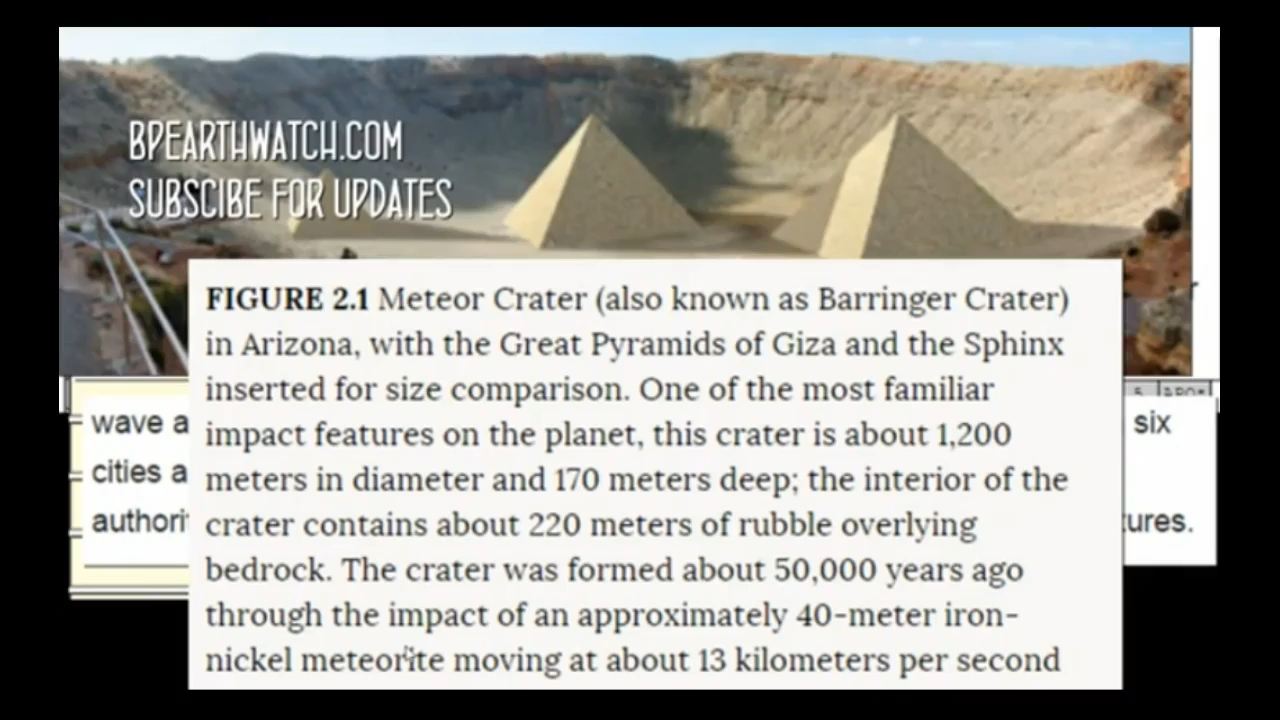 BPEARTHWATCH.COM
SUBSCIBE FOR UPDATES
FIGURE 2.1 Meteor Crater (also known as Barringer Crater)
in Arizona, with the Great Pyramids of Giza and the Sphinx
inserted for size comparison. One of the most familiar
impact features on the planet, this crater is about 1,200
meters in diameter and 170 meters deep; the interior of the
crater contains about 220 meters of rubble overlying
bedrock. The crater was formed about 50,000 years ago
through the impact of an approximately 40-meter iron-
nickel meteorite moving at about 13 kilometers per second
wave a
six
cities a